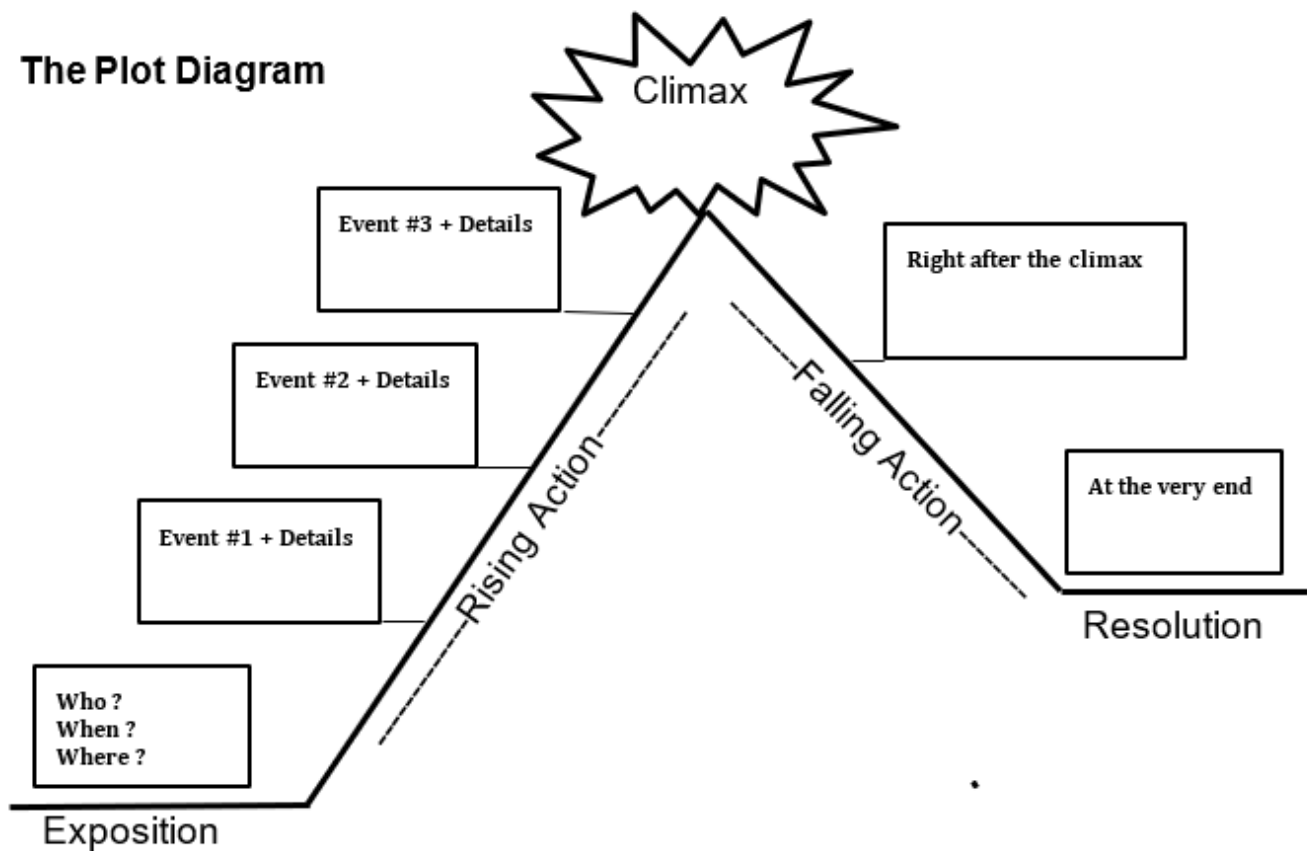 The Plot Diagram
Climax
Event #3 + Details
Right after the climax
Event #2 + Details
Rising Action
Falling Action
At the very end
Event #1 + Details
Resolution
Who ?
When ?
Where ?
Exposition